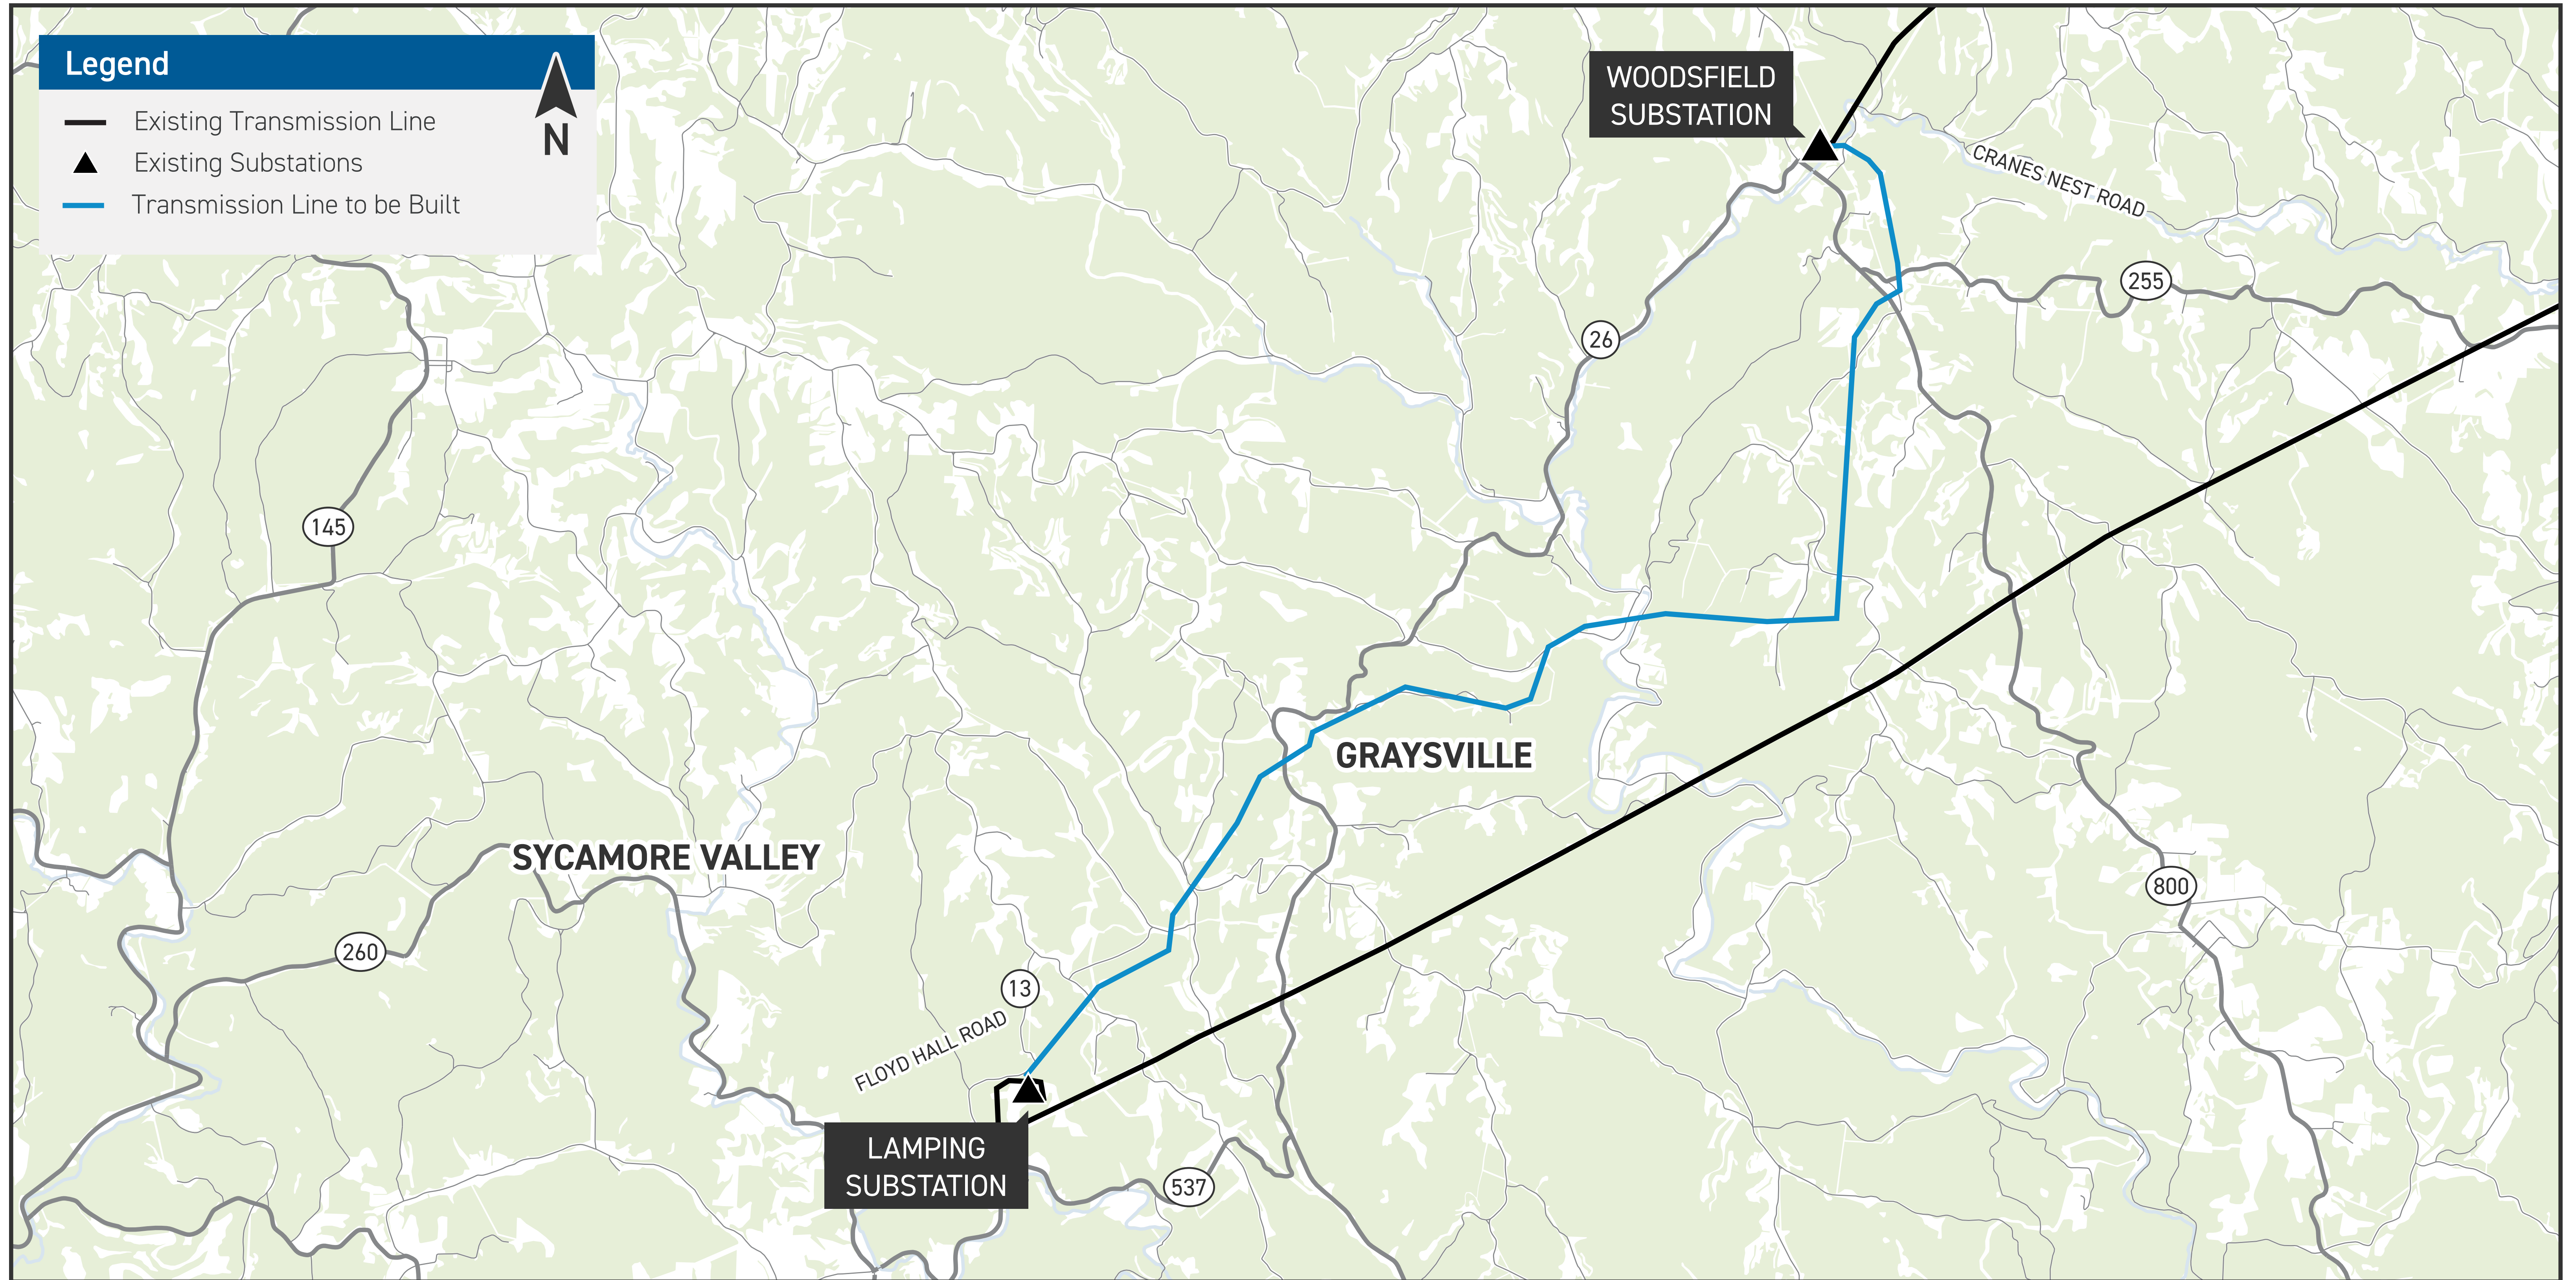 Legend
N
Existing Transmission Line
Existing Substations
Transmission Line to be Built
WOODSFIELD
SUBSTATION
CRANES NEST ROAD
255
26
145
GRAYSVILLE
SYCAMORE VALLEY
800
260
13
FLOYD HALL ROAD
LAMPING
SUBSTATION
537